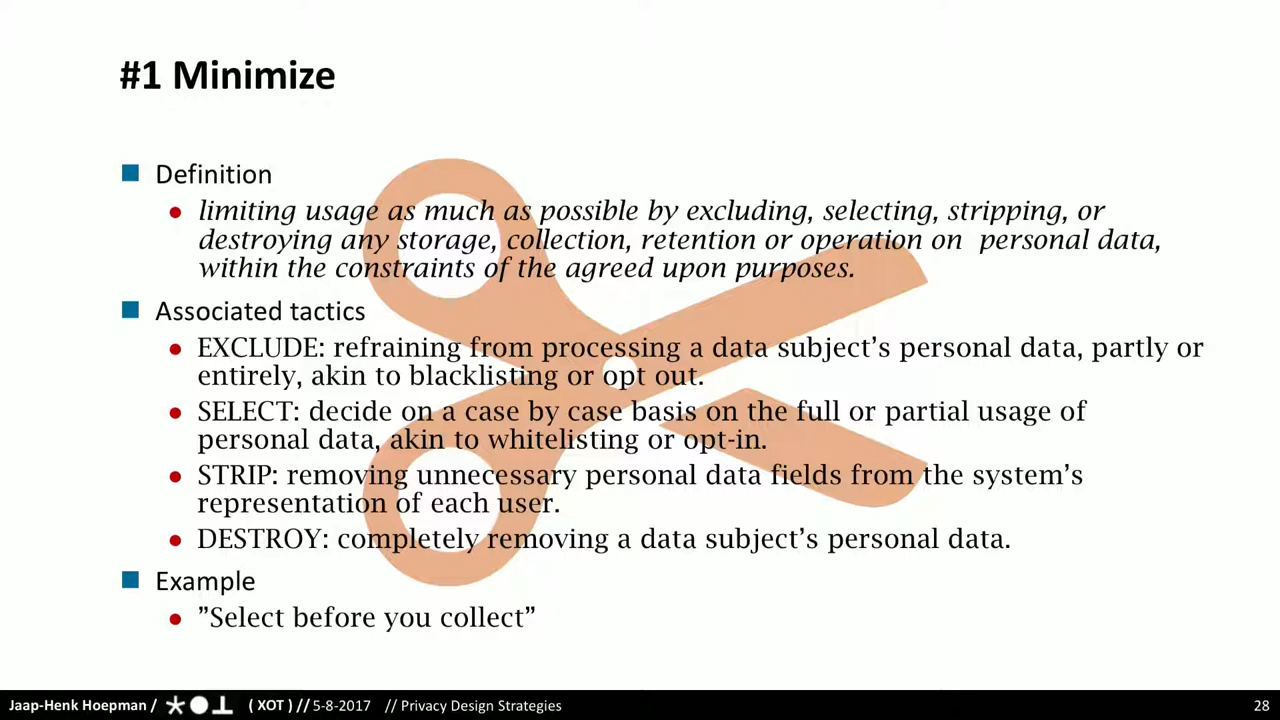 #1 Minimize
Definition
limiting usage as much as possible by excluding, selecting, stripping, or
destroying any storage, collection, retention or operation on  personal data,
within the constraints of the agreed upon purposes.
Associated tactics
EXCLUDE: refraining from processing a data subject’s personal data, partly or
entirely, akin to blacklisting or opt out.
SELECT: decide on a case by case basis on the full or partial usage of
personal data, akin to whitelisting or opt-in.
STRIP: removing unnecessary personal data fields from the system’s
representation of each user.
DESTROY: completely removing a data subject’s personal data.
Example
”Select before you collect”
Jaap-Henk Hoepman / ( XOT ) // 5-8-2017 // Privacy Design Strategies 28